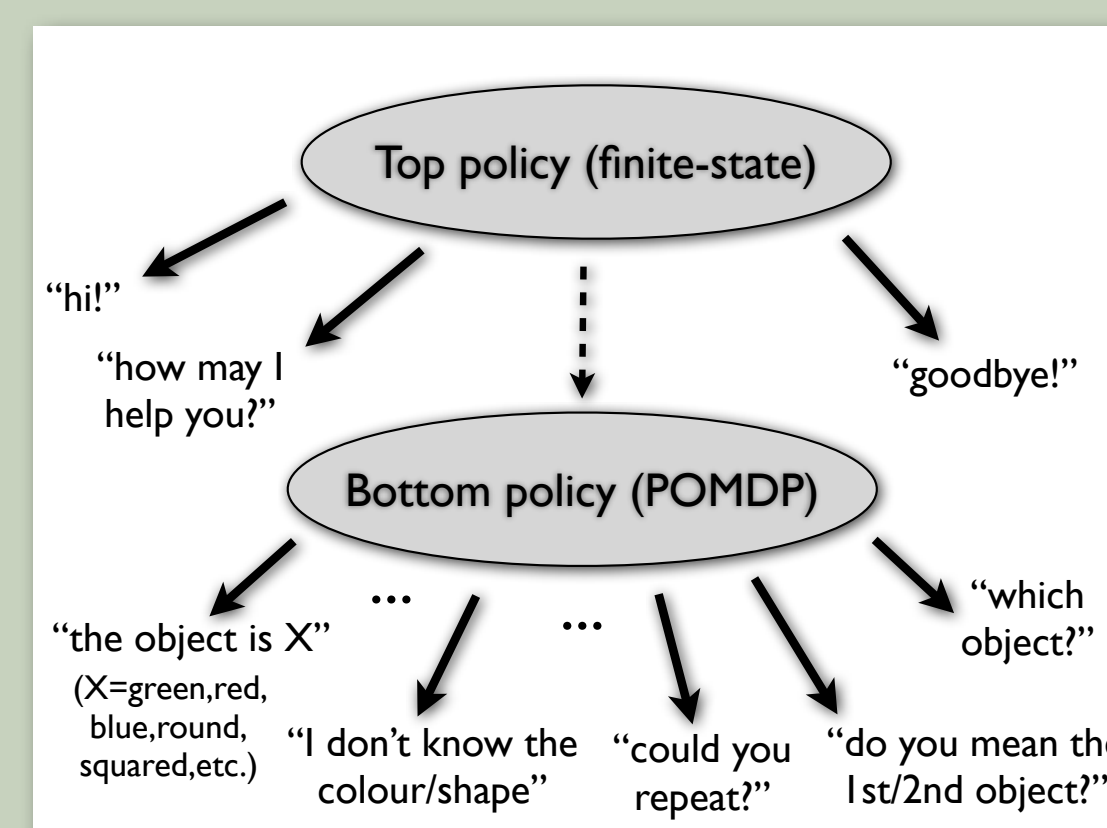 Top policy (finite-state)
“hi!”
“how may I
help you?”
“goodbye!”
Bottom policy (POMDP)
...
...
“the object is X”
(X=green,red,
blue,round,
squared,etc.)
“I don’t know the
colour/shape”
“could you
repeat?”
“do you mean the
1st/2nd object?”
“which
object?”